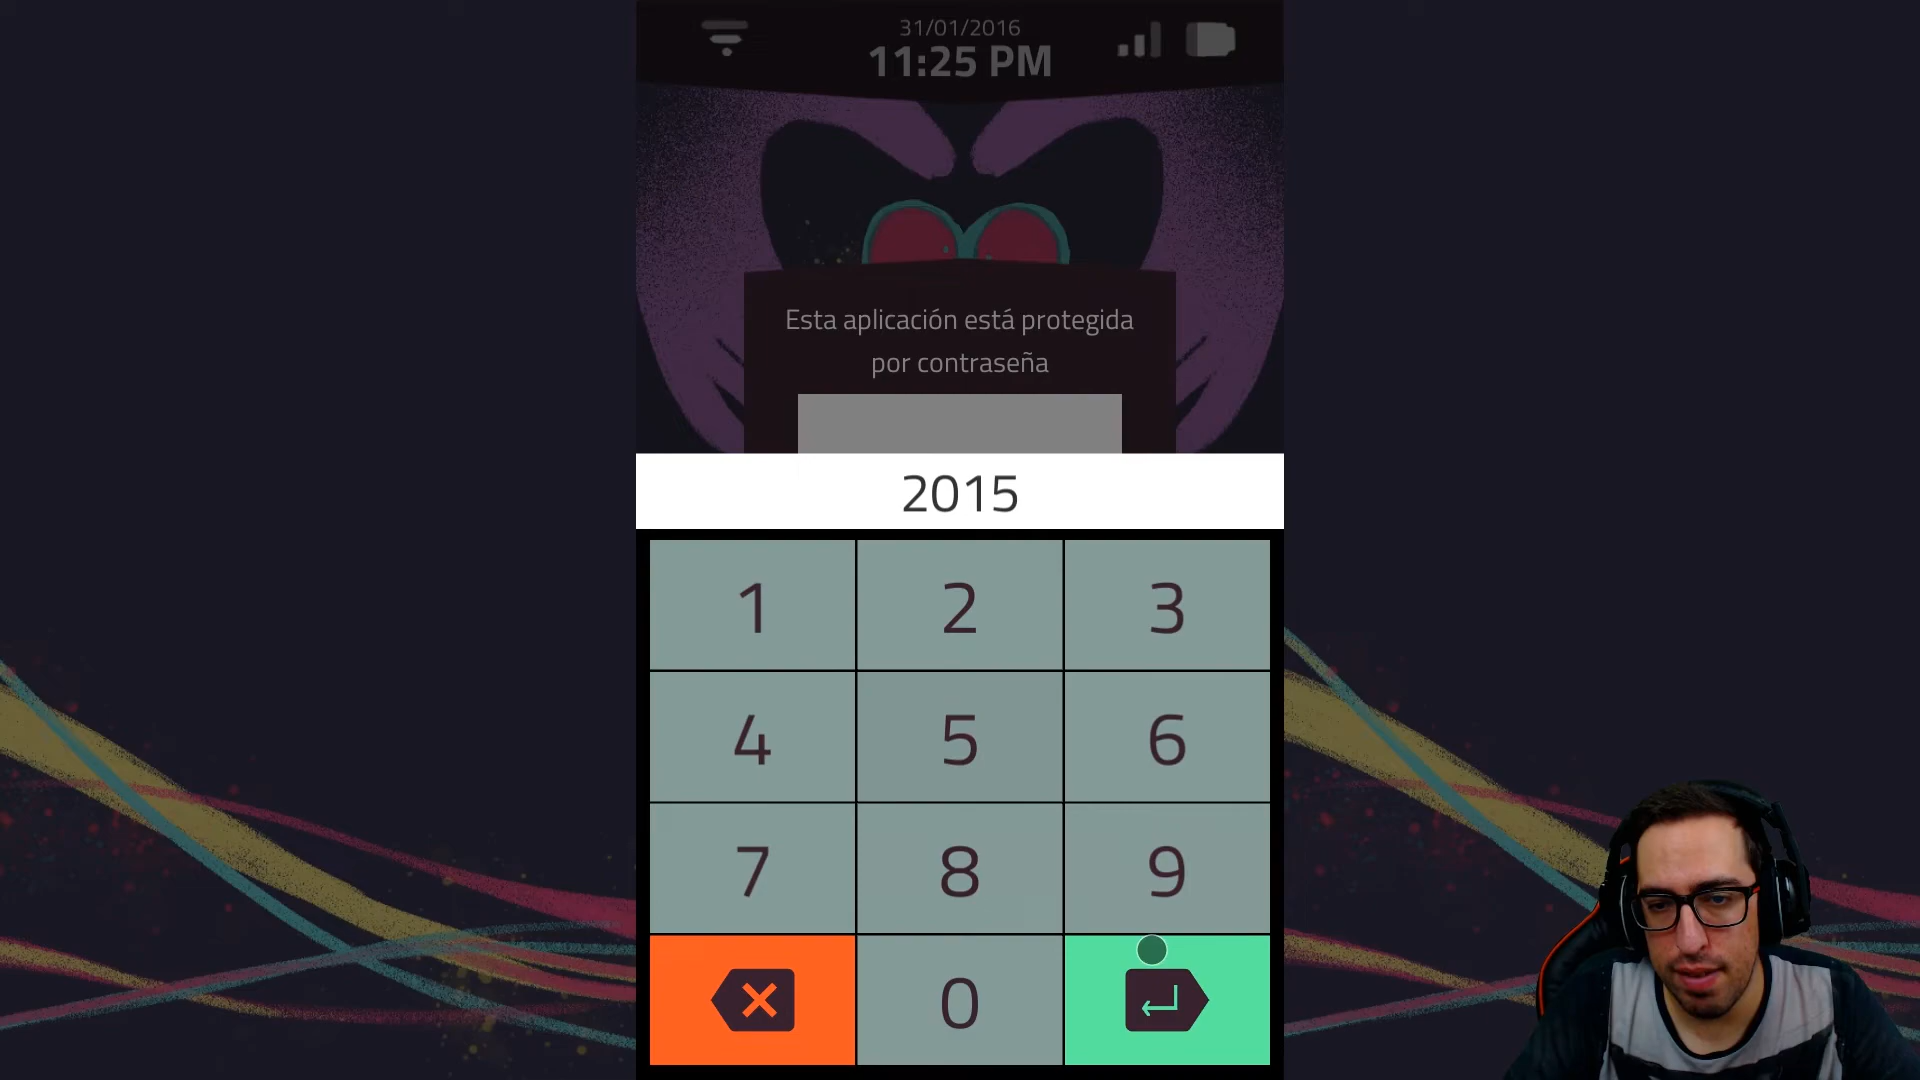 31/01/2016
11:25 PM
Esta aplicación está protegida
por contraseña
2015
1 2 3
4 5 6
7 8 9
0